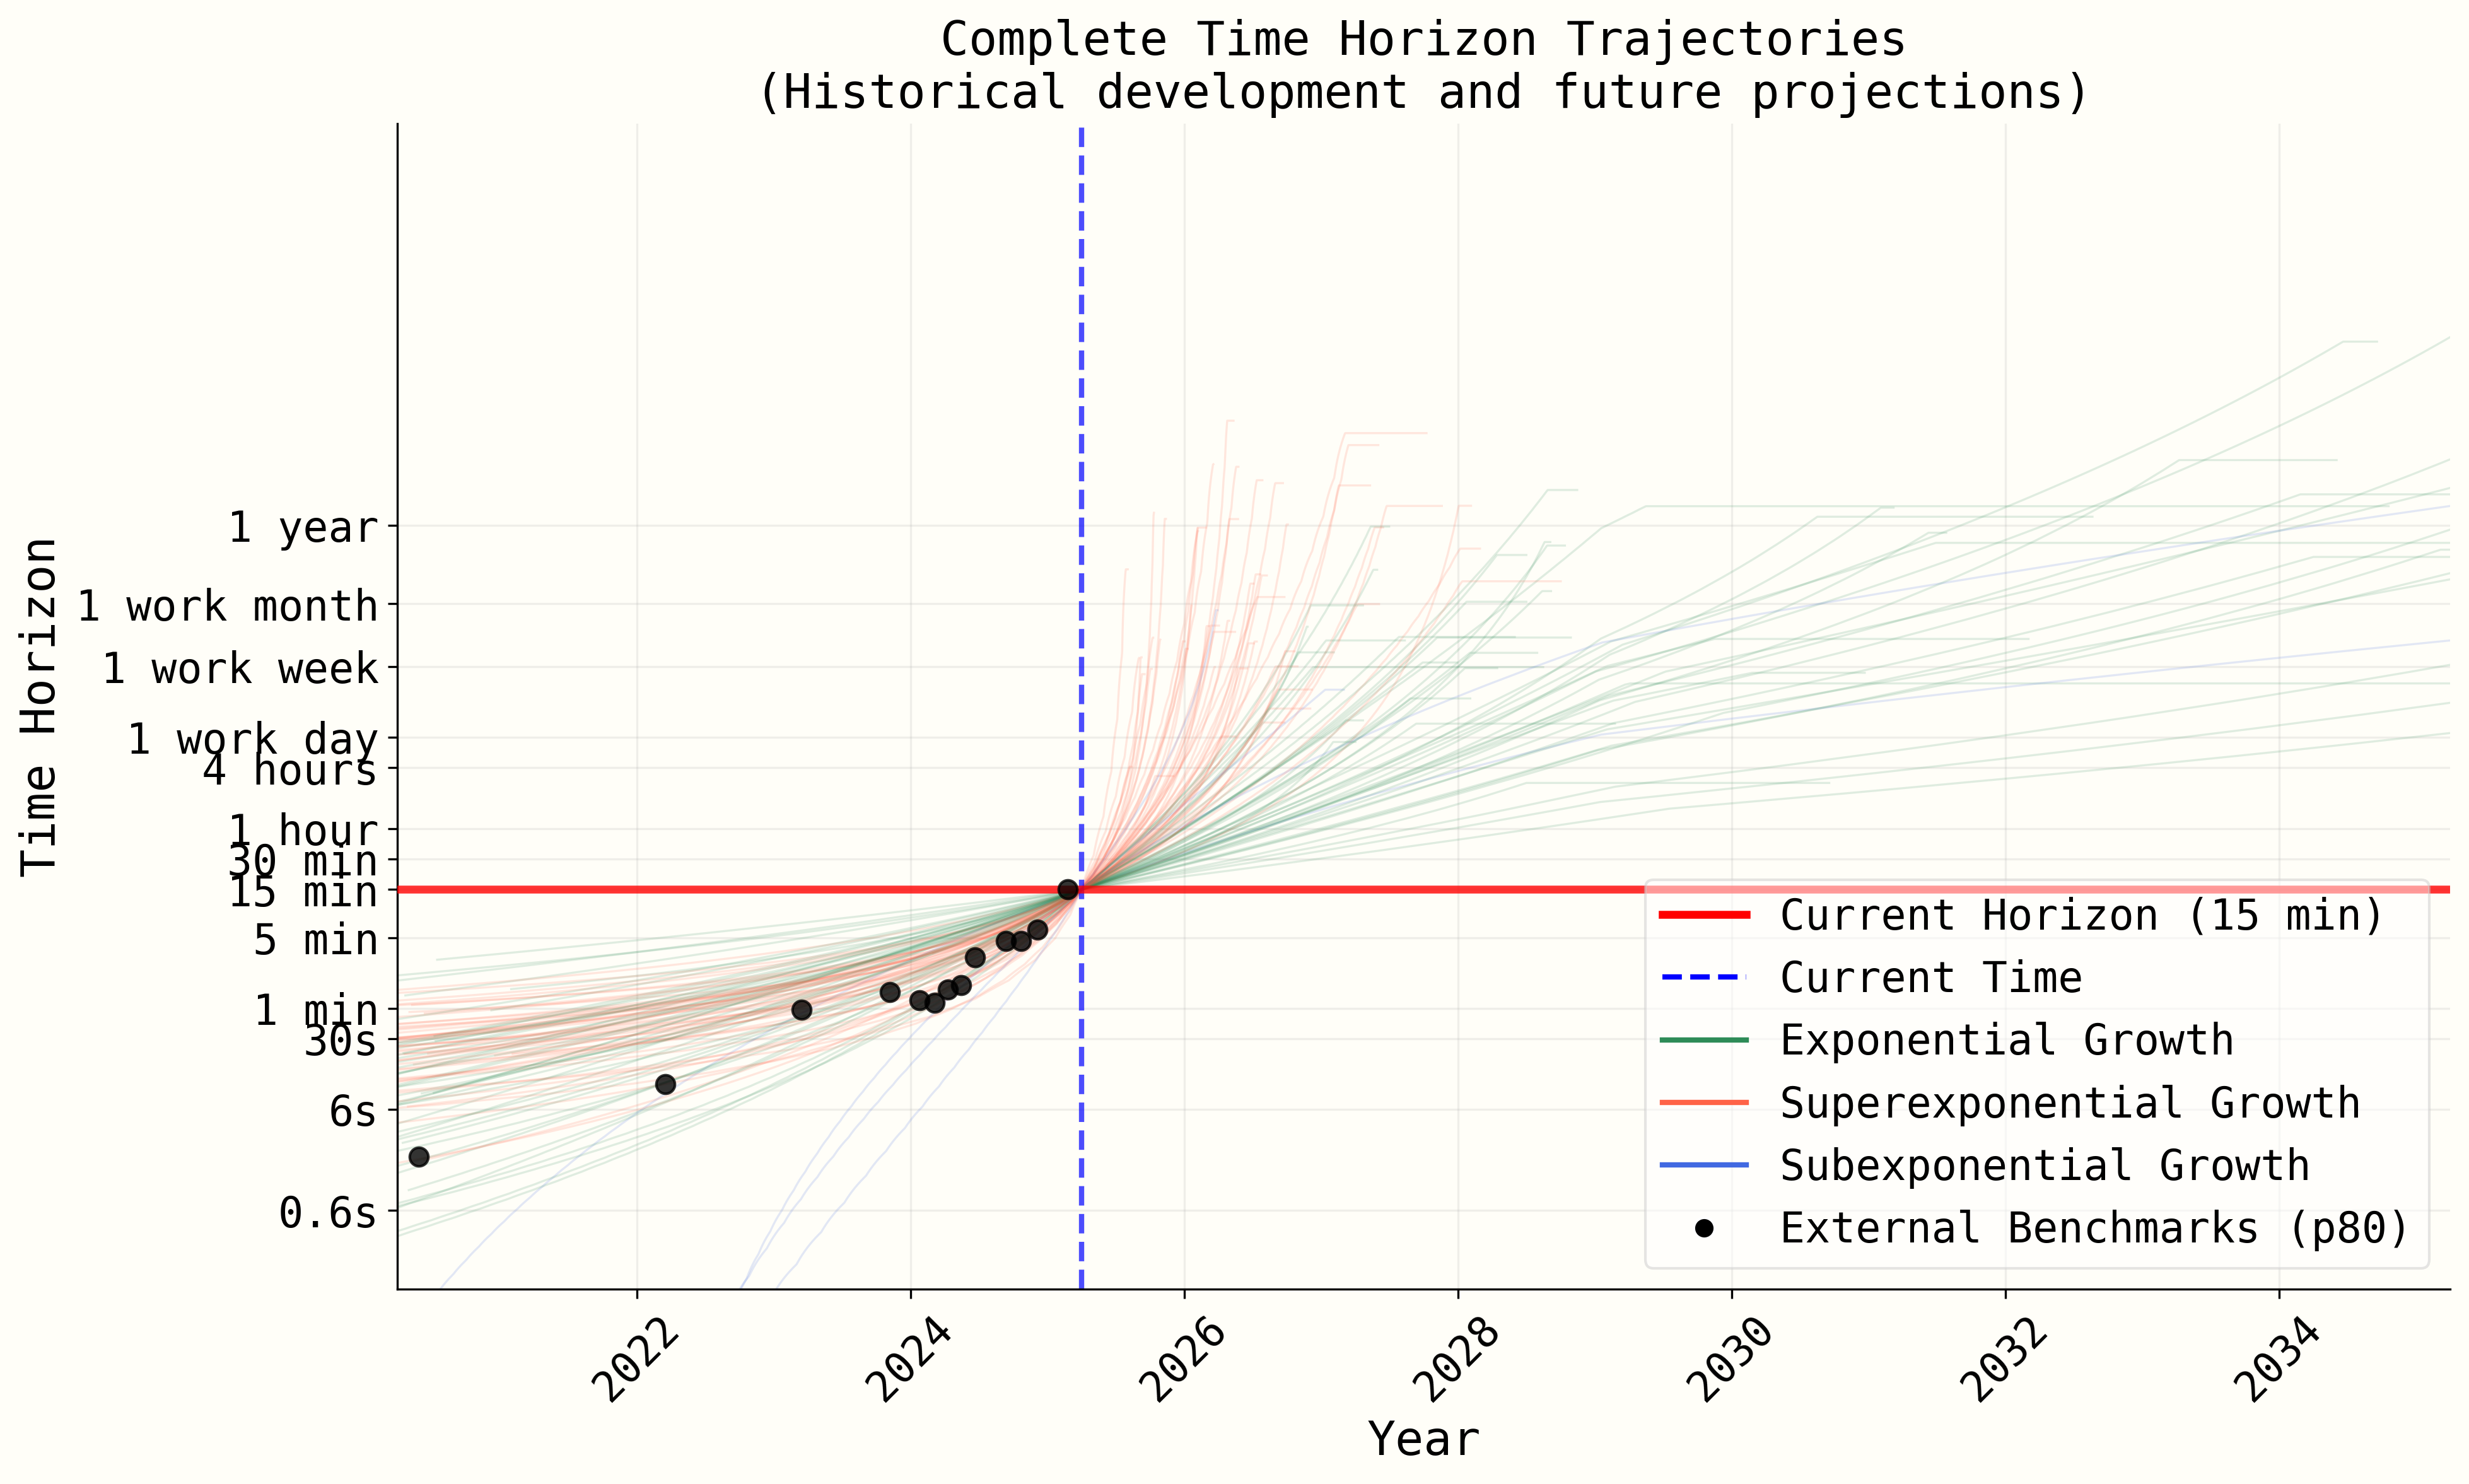 Complete Time Horizon Trajectories
(Historical development and future projections)
Time Horizon
1 year
1 work month
1 work week
1 work day
4 hours
1 hour
30 min
15 min
5 min
1 min
30s
6s
0.6s
Current Horizon (15 min)
Current Time
Exponential Growth
Superexponential Growth
Subexponential Growth
External Benchmarks (p80)
2022
2024
2026
2028
2030
2032
2034
Year